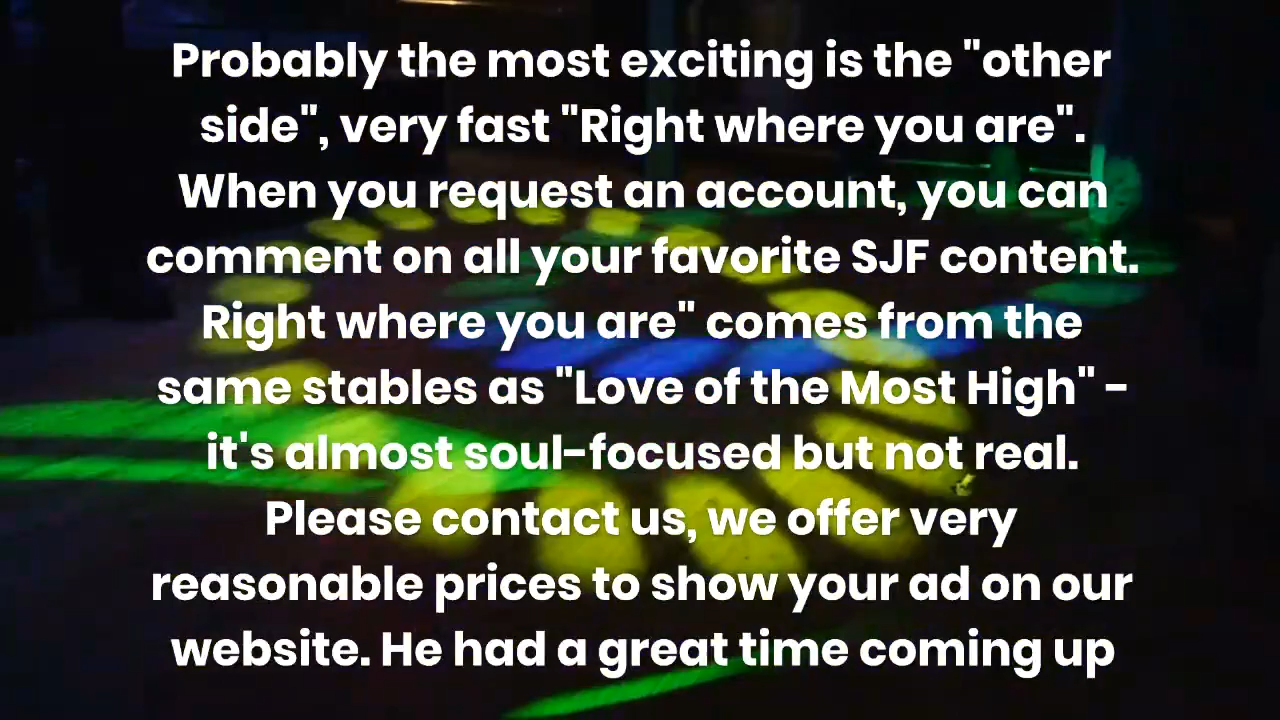 Probably the most exciting is the "other
side", very fast "Right where you are".
When you request an account, you can
comment on all your favorite SJF content.
Right where you are" comes from the
same stables as "Love of the Most High" -
it's almost soul-focused but not real.
Please contact us, we offer very
reasonable prices to show your ad on our
website. He had a great time coming up